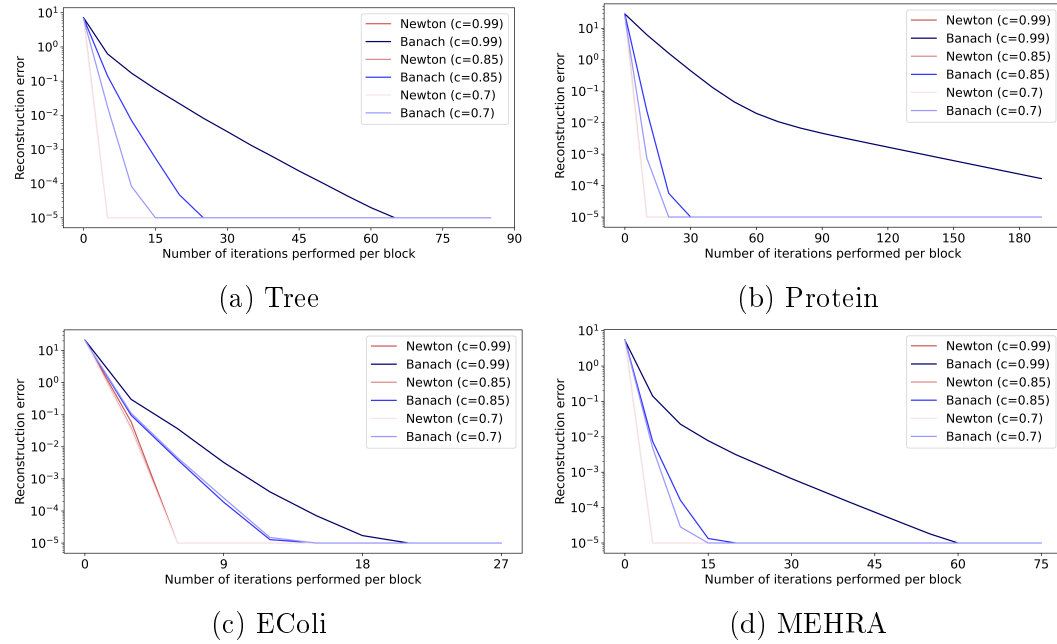 10^1
10^0
10^-1
10^-2
10^-3
10^-4
10^-5
Reconstruction error
0 15 30 45 60 75 90
Number of iterations performed per block
Newton (c=0.99)
Banach (c=0.99)
Newton (c=0.85)
Banach (c=0.85)
Newton (c=0.7)
Banach (c=0.7)
(a) Tree
10^1
10^0
10^-1
10^-2
10^-3
10^-4
10^-5
Reconstruction error
0 30 60 90 120 150 180
Number of iterations performed per block
Newton (c=0.99)
Banach (c=0.99)
Newton (c=0.85)
Banach (c=0.85)
Newton (c=0.7)
Banach (c=0.7)
(b) Protein
10^1
10^0
10^-1
10^-2
10^-3
10^-4
10^-5
Reconstruction error
0 9 18 27
Number of iterations performed per block
Newton (c=0.99)
Banach (c=0.99)
Newton (c=0.85)
Banach (c=0.85)
Newton (c=0.7)
Banach (c=0.7)
(c) EColi
10^1
10^0
10^-1
10^-2
10^-3
10^-4
10^-5
Reconstruction error
0 15 30 45 60 75
Number of iterations performed per block
Newton (c=0.99)
Banach (c=0.99)
Newton (c=0.85)
Banach (c=0.85)
Newton (c=0.7)
Banach (c=0.7)
(d) MEHRA